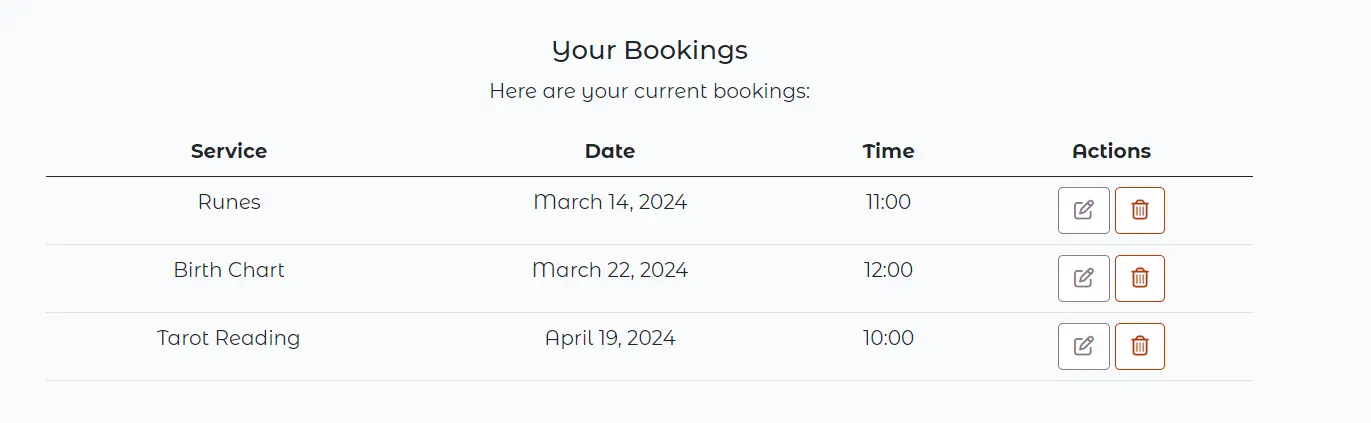 Your Bookings
Here are your current bookings:
Service Date Time Actions
Runes March 14, 2024 11:00
Birth Chart March 22, 2024 12:00
Tarot Reading April 19, 2024 10:00